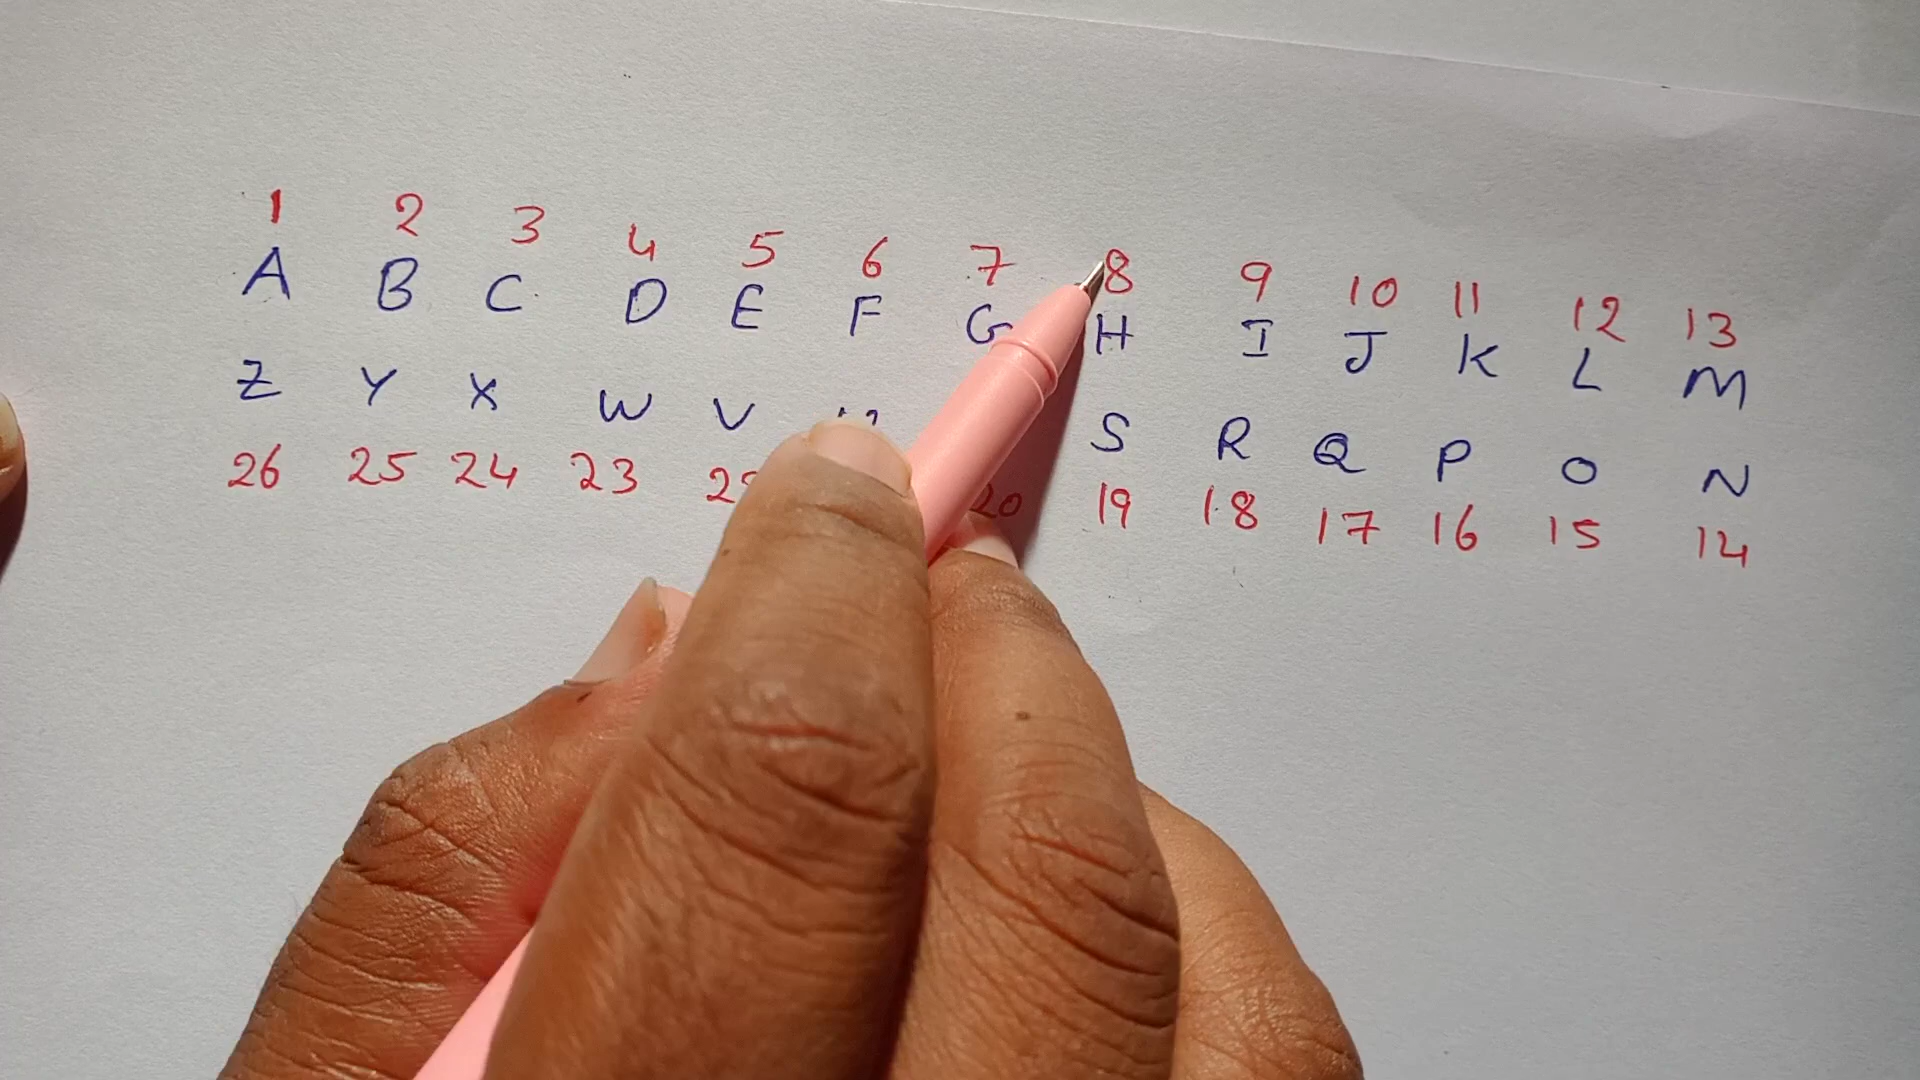 1 2 3 4 5 6 7 8 9 10 11 12 13
A B C D E F G H I J K L M
Z Y X W V S R Q P O N
26 25 24 23 20 19 18 17 16 15 14